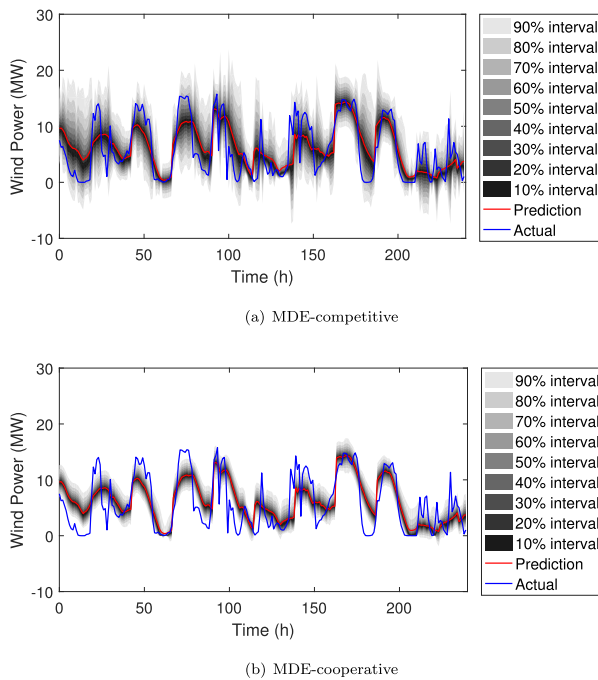 30
20
10
0
-10
Wind Power (MW)
0 50 100 150 200
Time (h)
90% interval
80% interval
70% interval
60% interval
50% interval
40% interval
30% interval
20% interval
10% interval
Prediction
Actual
(a) MDE-competitive
30
20
10
0
-10
Wind Power (MW)
0 50 100 150 200
Time (h)
90% interval
80% interval
70% interval
60% interval
50% interval
40% interval
30% interval
20% interval
10% interval
Prediction
Actual
(b) MDE-cooperative